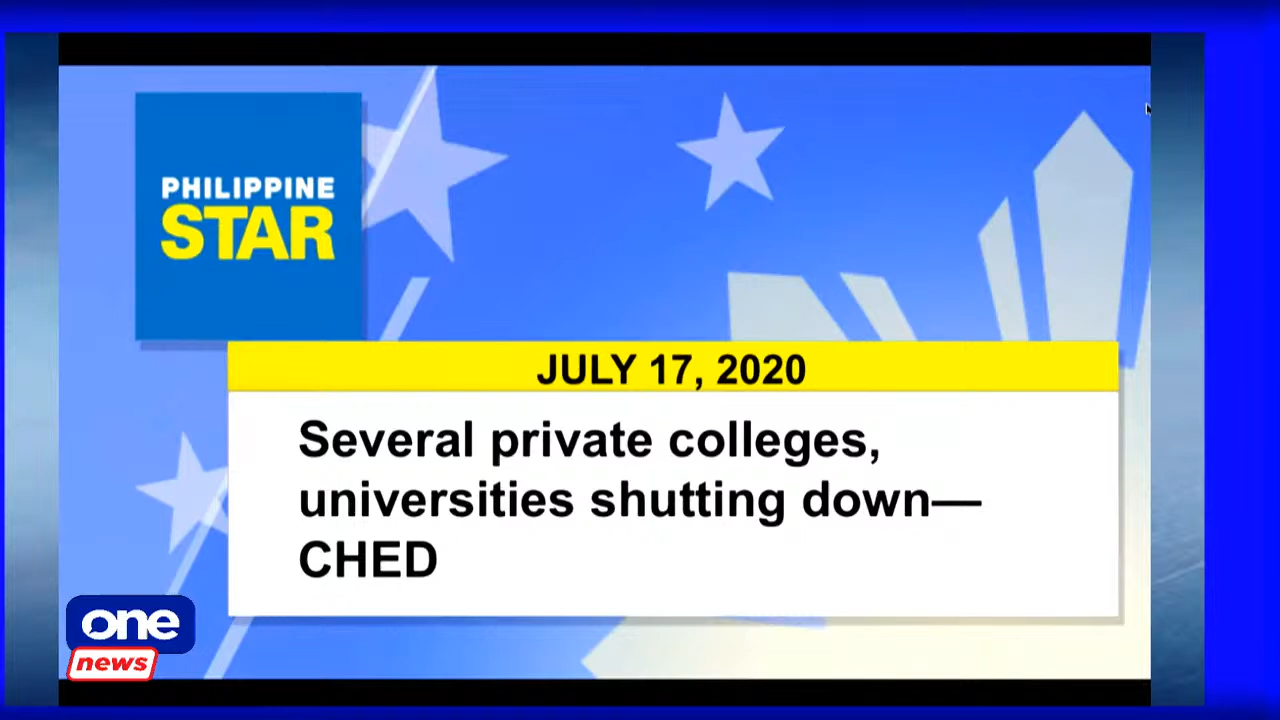 PHILIPPINE
STAR
JULY 17, 2020
Several private colleges,
universities shutting down—
CHED
one
news